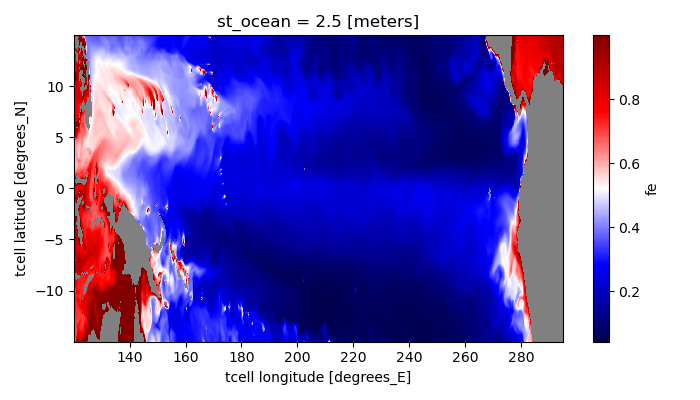 st_ocean = 2.5 [meters]
10
5
0
−5
−10
tcell latitude [degrees_N]
140 160 180 200 220 240 260 280
tcell longitude [degrees_E]
0.8
0.6
0.4
0.2
fe